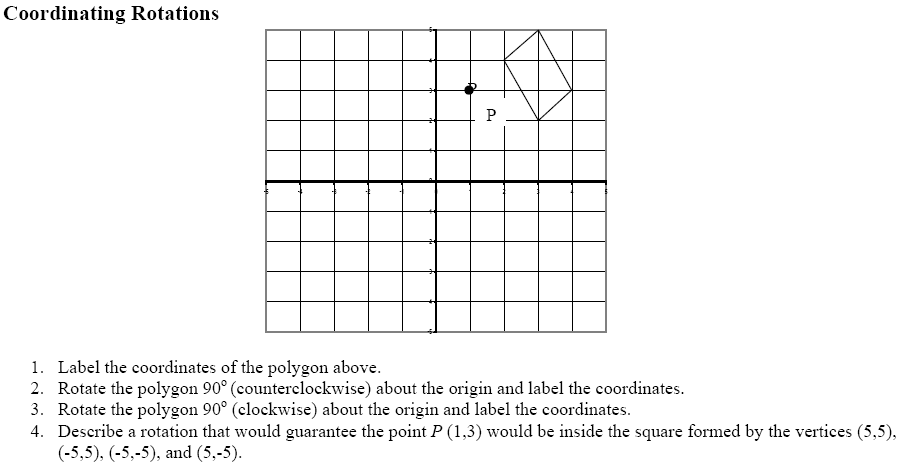 Coordinating Rotations
P
1. Label the coordinates of the polygon above.
2. Rotate the polygon 90° (counterclockwise) about the origin and label the coordinates.
3. Rotate the polygon 90° (clockwise) about the origin and label the coordinates.
4. Describe a rotation that would guarantee the point P (1,3) would be inside the square formed by the vertices (5,5),
(-5,5), (-5,-5), and (5,-5).